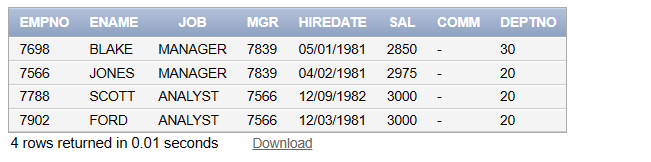 EMPNO ENAME JOB MGR HIREDATE SAL COMM DEPTNO
7698 BLAKE MANAGER 7839 05/01/1981 2850 - 30
7566 JONES MANAGER 7839 04/02/1981 2975 - 20
7788 SCOTT ANALYST 7566 12/09/1982 3000 - 20
7902 FORD ANALYST 7566 12/03/1981 3000 - 20
4 rows returned in 0.01 seconds Download